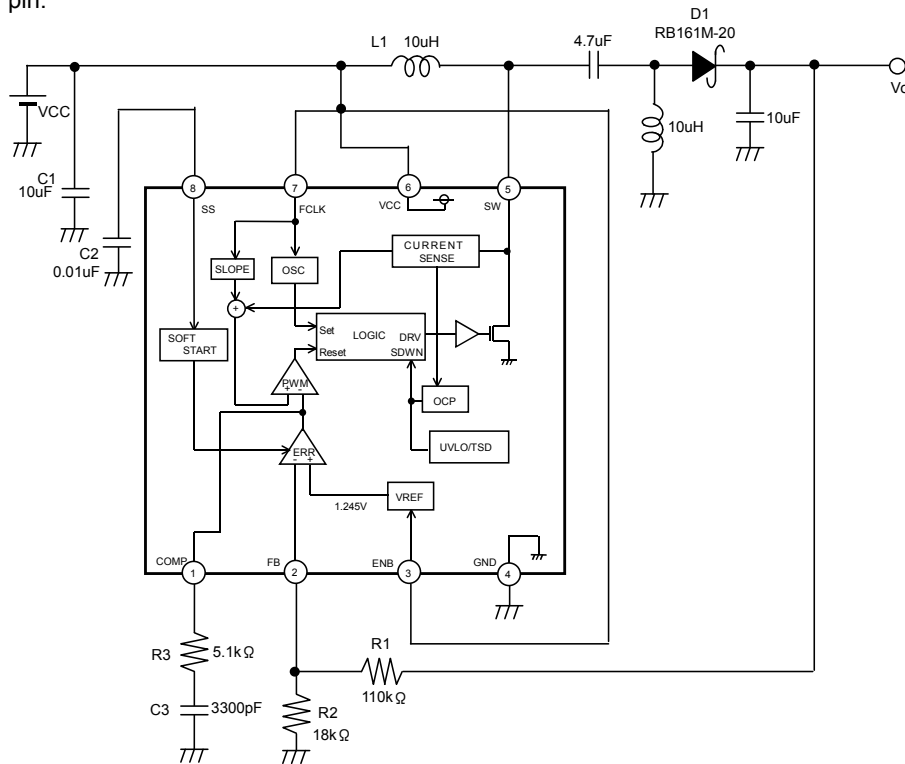 pin.
D1
RB161M-20
L1 10uH
4.7uF
VCC
10uH
10uF
C1
10uF
8
7
6
5
SS
FCLK
VCC
SW
C2
0.01uF
CURRENT
SENSE
SLOPE
OSC
+
Set
LOGIC
DRV
SDWN
Reset
SOFT
START
PWM
+ -
OCP
ERR
- +
UVLO/TSD
1.245V
VREF
COMP
FB
ENB
GND
1
2
3
4
R3
5.1kΩ
R1
110kΩ
C3
3300pF
R2
18kΩ